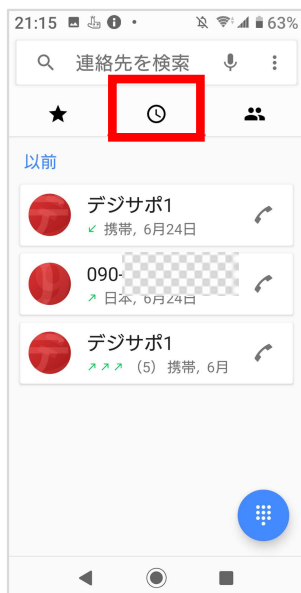 21:15 63%
連絡先を検索
以前
デジサポ1
携帯, 6月24日
090-
日本, 6月24日
デジサポ1
(5) 携帯, 6月